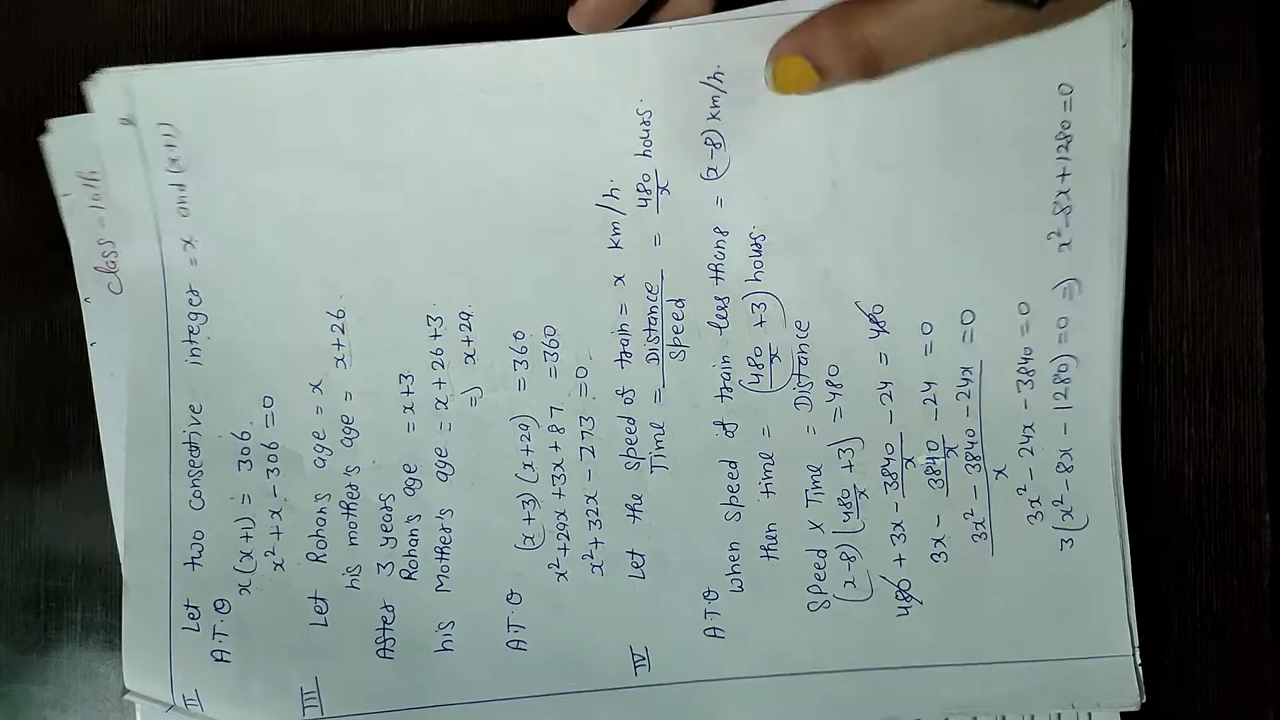 class - 10th
II Let two consective integer = x and (x+1)
A.T.Q
x(x+1) = 306
x²+x-306=0
III Let Rohans age = x
his mother's age = x+26.
After 3 years
Rohan's age = x+3
his mother's age = x+26+3
=) x+29.
A.T.Q (x+3)(x+29) = 360
x²+29x+3x+87 = 360
x²+32x-273 = 0
IV Let the speed of train = x km/h.
Time = Distance/Speed = 480/x hours.
A.T.Q
when speed of train less then 8 = (x-8) km/h.
then time = (480/x +3) hours.
Speed x Time = Distance
(x-8)(480/x +3) = 480
480+3x - 3840/x - 24 = 480
3x - 3840/x - 24 = 0
3x² - 3840 - 24x / x = 0
3x² - 24x - 3840 = 0
3(x² - 8x - 1280) = 0 =) x²-8x+1280=0